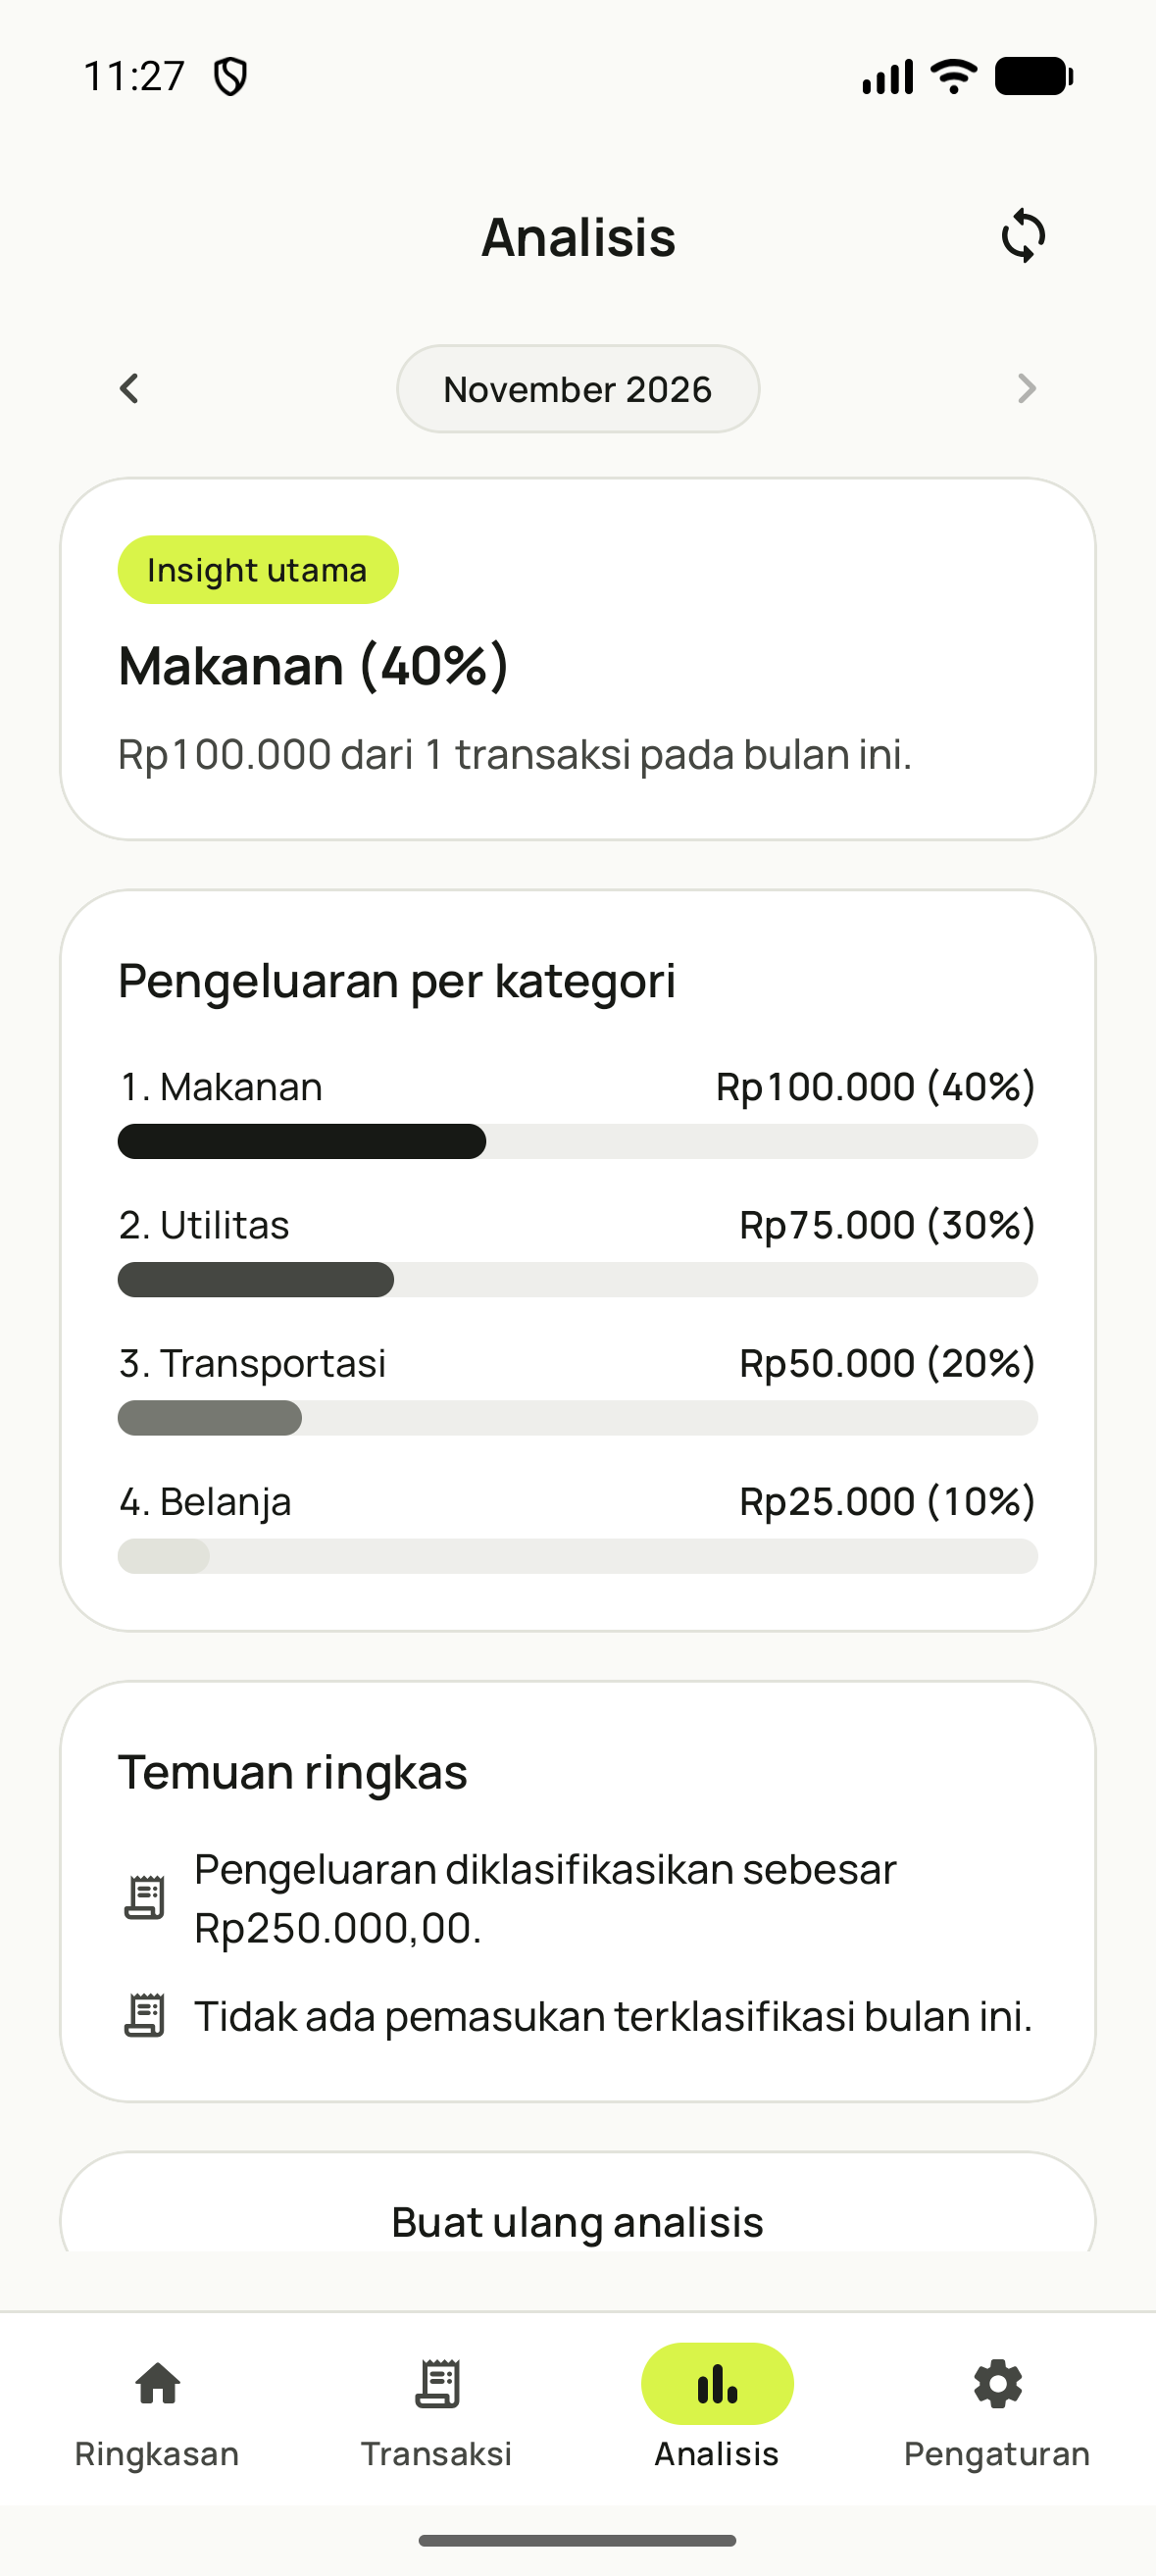 11:27
Analisis
November 2026
Insight utama
Makanan (40%)
Rp100.000 dari 1 transaksi pada bulan ini.
Pengeluaran per kategori
1. Makanan Rp100.000 (40%)
2. Utilitas Rp75.000 (30%)
3. Transportasi Rp50.000 (20%)
4. Belanja Rp25.000 (10%)
Temuan ringkas
Pengeluaran diklasifikasikan sebesar
Rp250.000,00.
Tidak ada pemasukan terklasifikasi bulan ini.
Buat ulang analisis
Ringkasan Transaksi Analisis Pengaturan